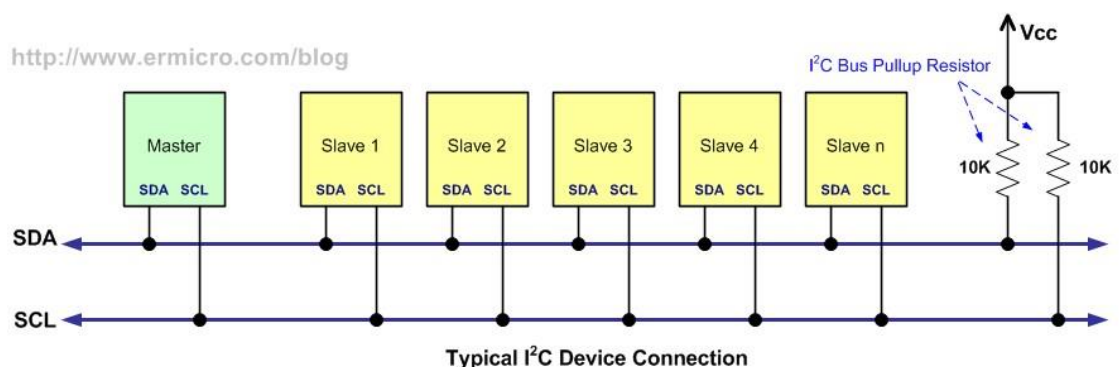 http://www.ermicro.com/blog
Vcc
I²C Bus Pullup Resistor
Master
Slave 1
Slave 2
Slave 3
Slave 4
Slave n
10K
10K
SDA SCL
SDA SCL
SDA SCL
SDA SCL
SDA SCL
SDA SCL
SDA
SCL
Typical I²C Device Connection